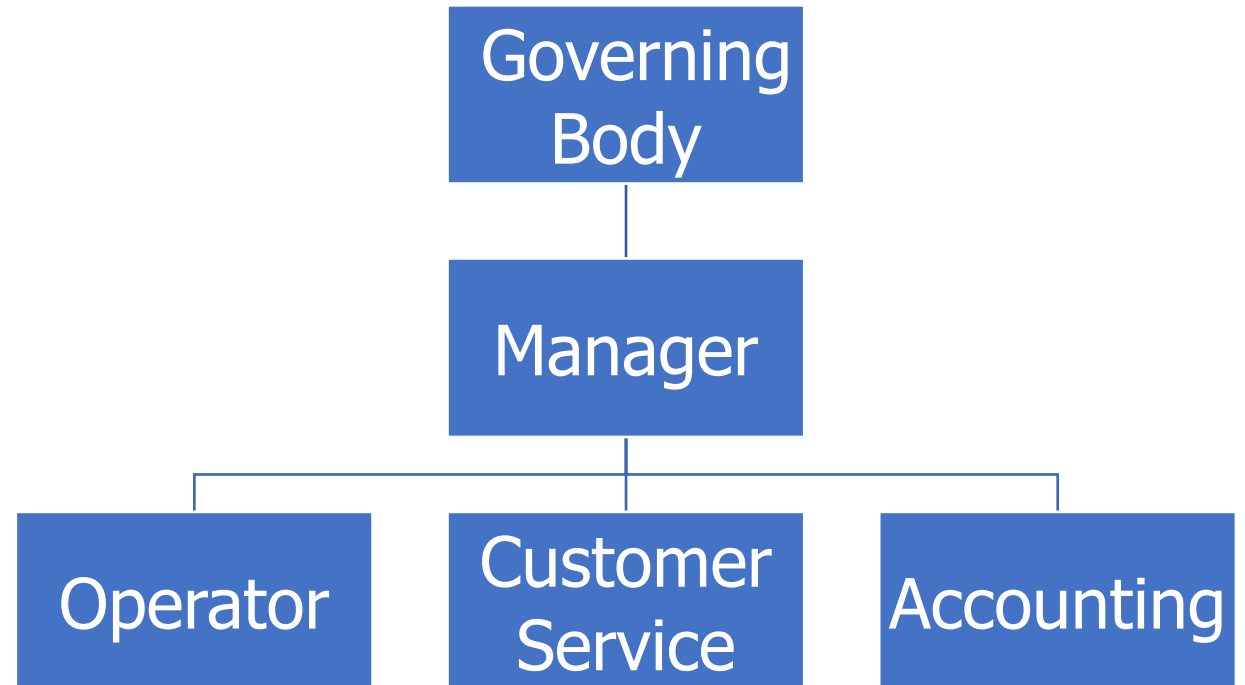 Governing
Body
Manager
Operator
Customer
Service
Accounting